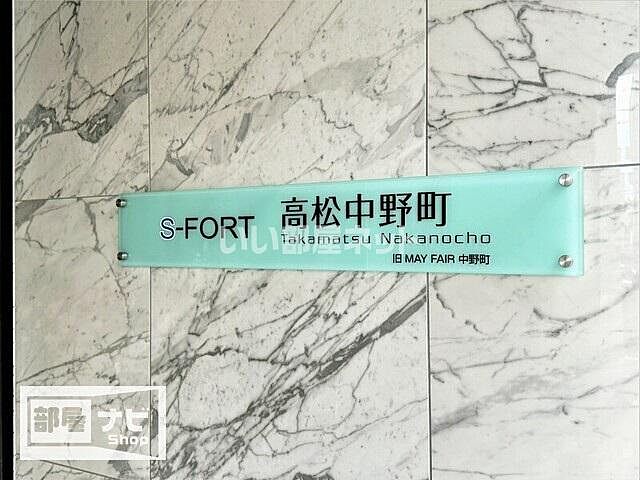 S-FORT 高松中野町
Takamatsu Nakanocho
いい部屋ネット
旧 MAY FAIR 中野町
部屋ナビ
Shop